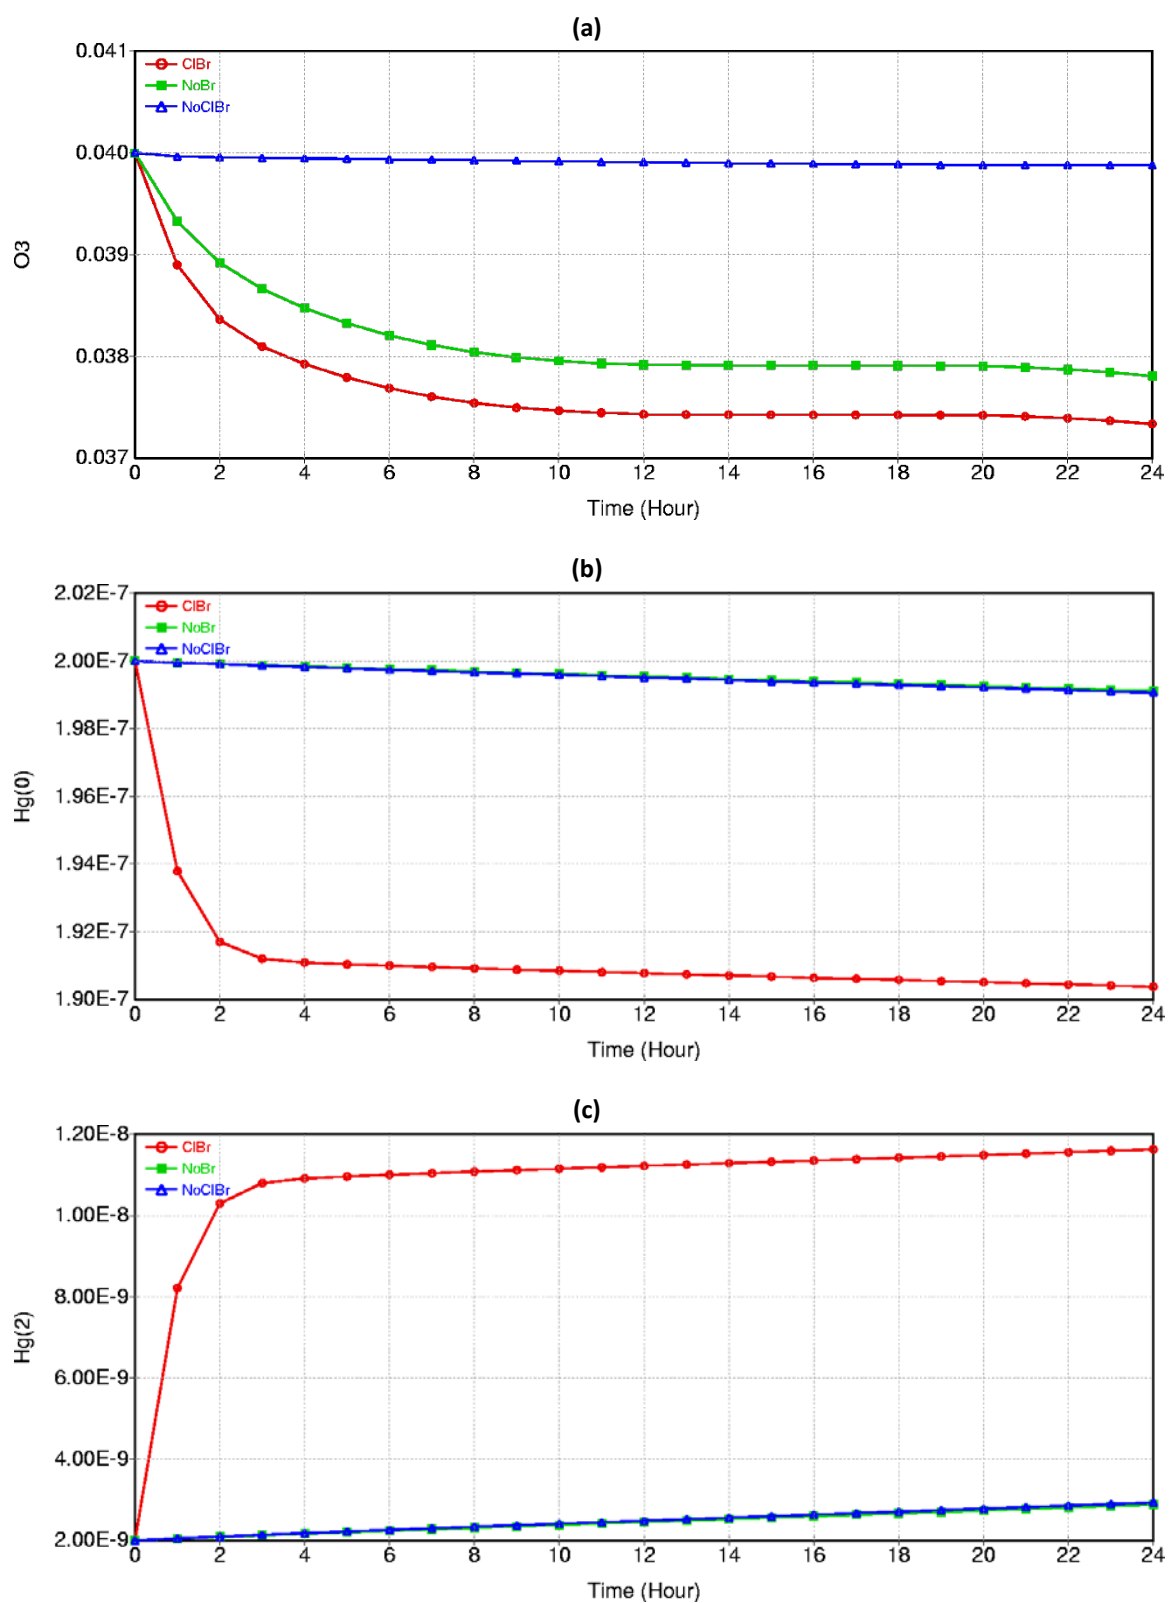 (a)
0.041
ClBr
NoBr
NoClBr
0.040
0.039
O3
0.038
0.037
0 2 4 6 8 10 12 14 16 18 20 22 24
Time (Hour)
(b)
2.02E-7
ClBr
NoBr
NoClBr
2.00E-7
1.98E-7
1.96E-7
Hg(0)
1.94E-7
1.92E-7
1.90E-7
0 2 4 6 8 10 12 14 16 18 20 22 24
Time (Hour)
(c)
1.20E-8
ClBr
NoBr
NoClBr
1.00E-8
8.00E-9
Hg(2)
6.00E-9
4.00E-9
2.00E-9
0 2 4 6 8 10 12 14 16 18 20 22 24
Time (Hour)